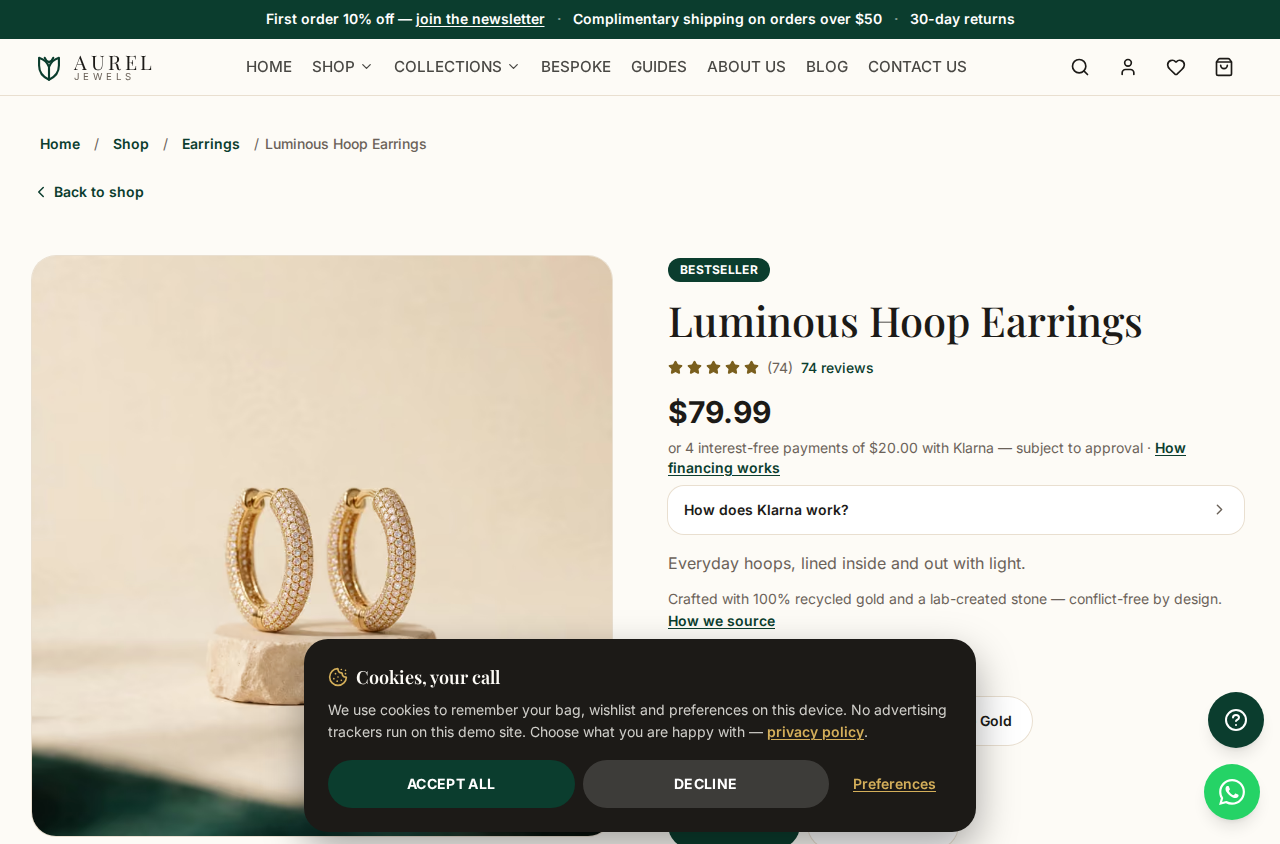 First order 10% off — join the newsletter · Complimentary shipping on orders over $50 · 30-day returns
AUREL
JEWELS
HOME SHOP COLLECTIONS BESPOKE GUIDES ABOUT US BLOG CONTACT US
Home / Shop / Earrings / Luminous Hoop Earrings
Back to shop
BESTSELLER
Luminous Hoop Earrings
(74) 74 reviews
$79.99
or 4 interest-free payments of $20.00 with Klarna — subject to approval · How
financing works
How does Klarna work?
Everyday hoops, lined inside and out with light.
Crafted with 100% recycled gold and a lab-created stone — conflict-free by design.
How we source
Gold
Cookies, your call
We use cookies to remember your bag, wishlist and preferences on this device. No advertising
trackers run on this demo site. Choose what you are happy with — privacy policy.
ACCEPT ALL DECLINE Preferences